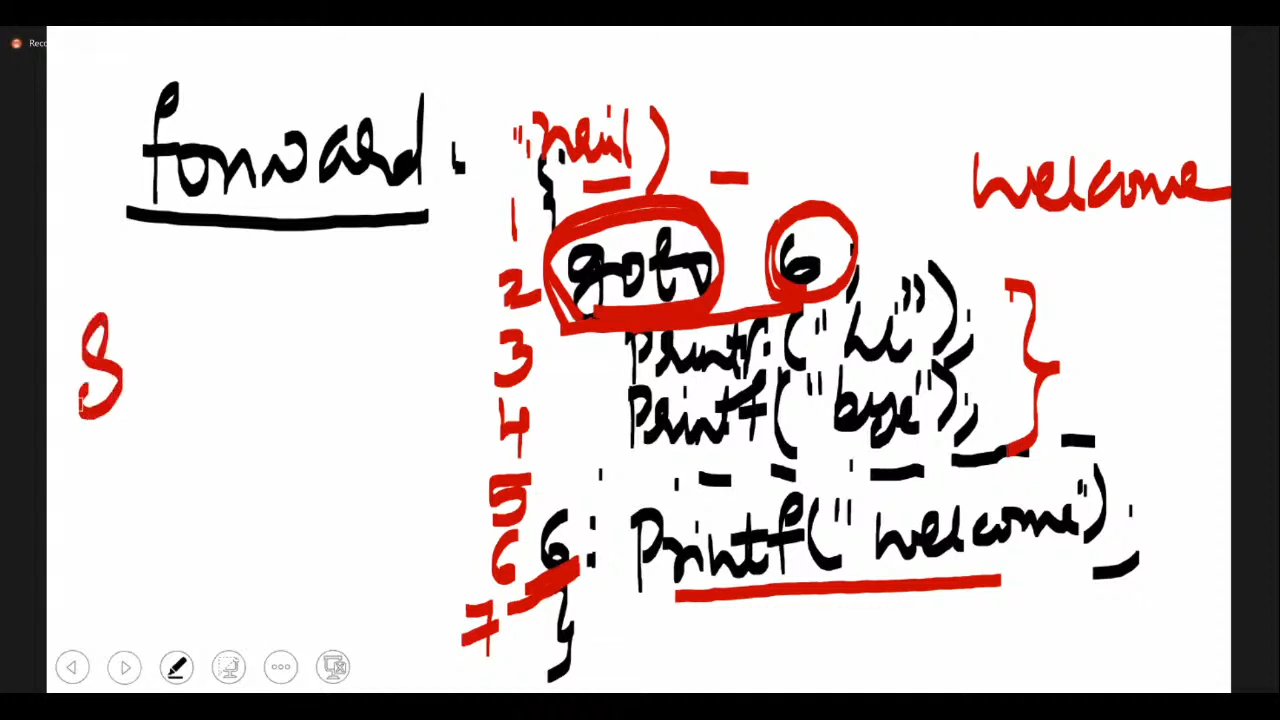 Reco
forward :
main()
welcome
1 {
2 goto 6;
3 printf("hi");
4 printf("bye");
5
6 6: printf("welcome");
7 }
S